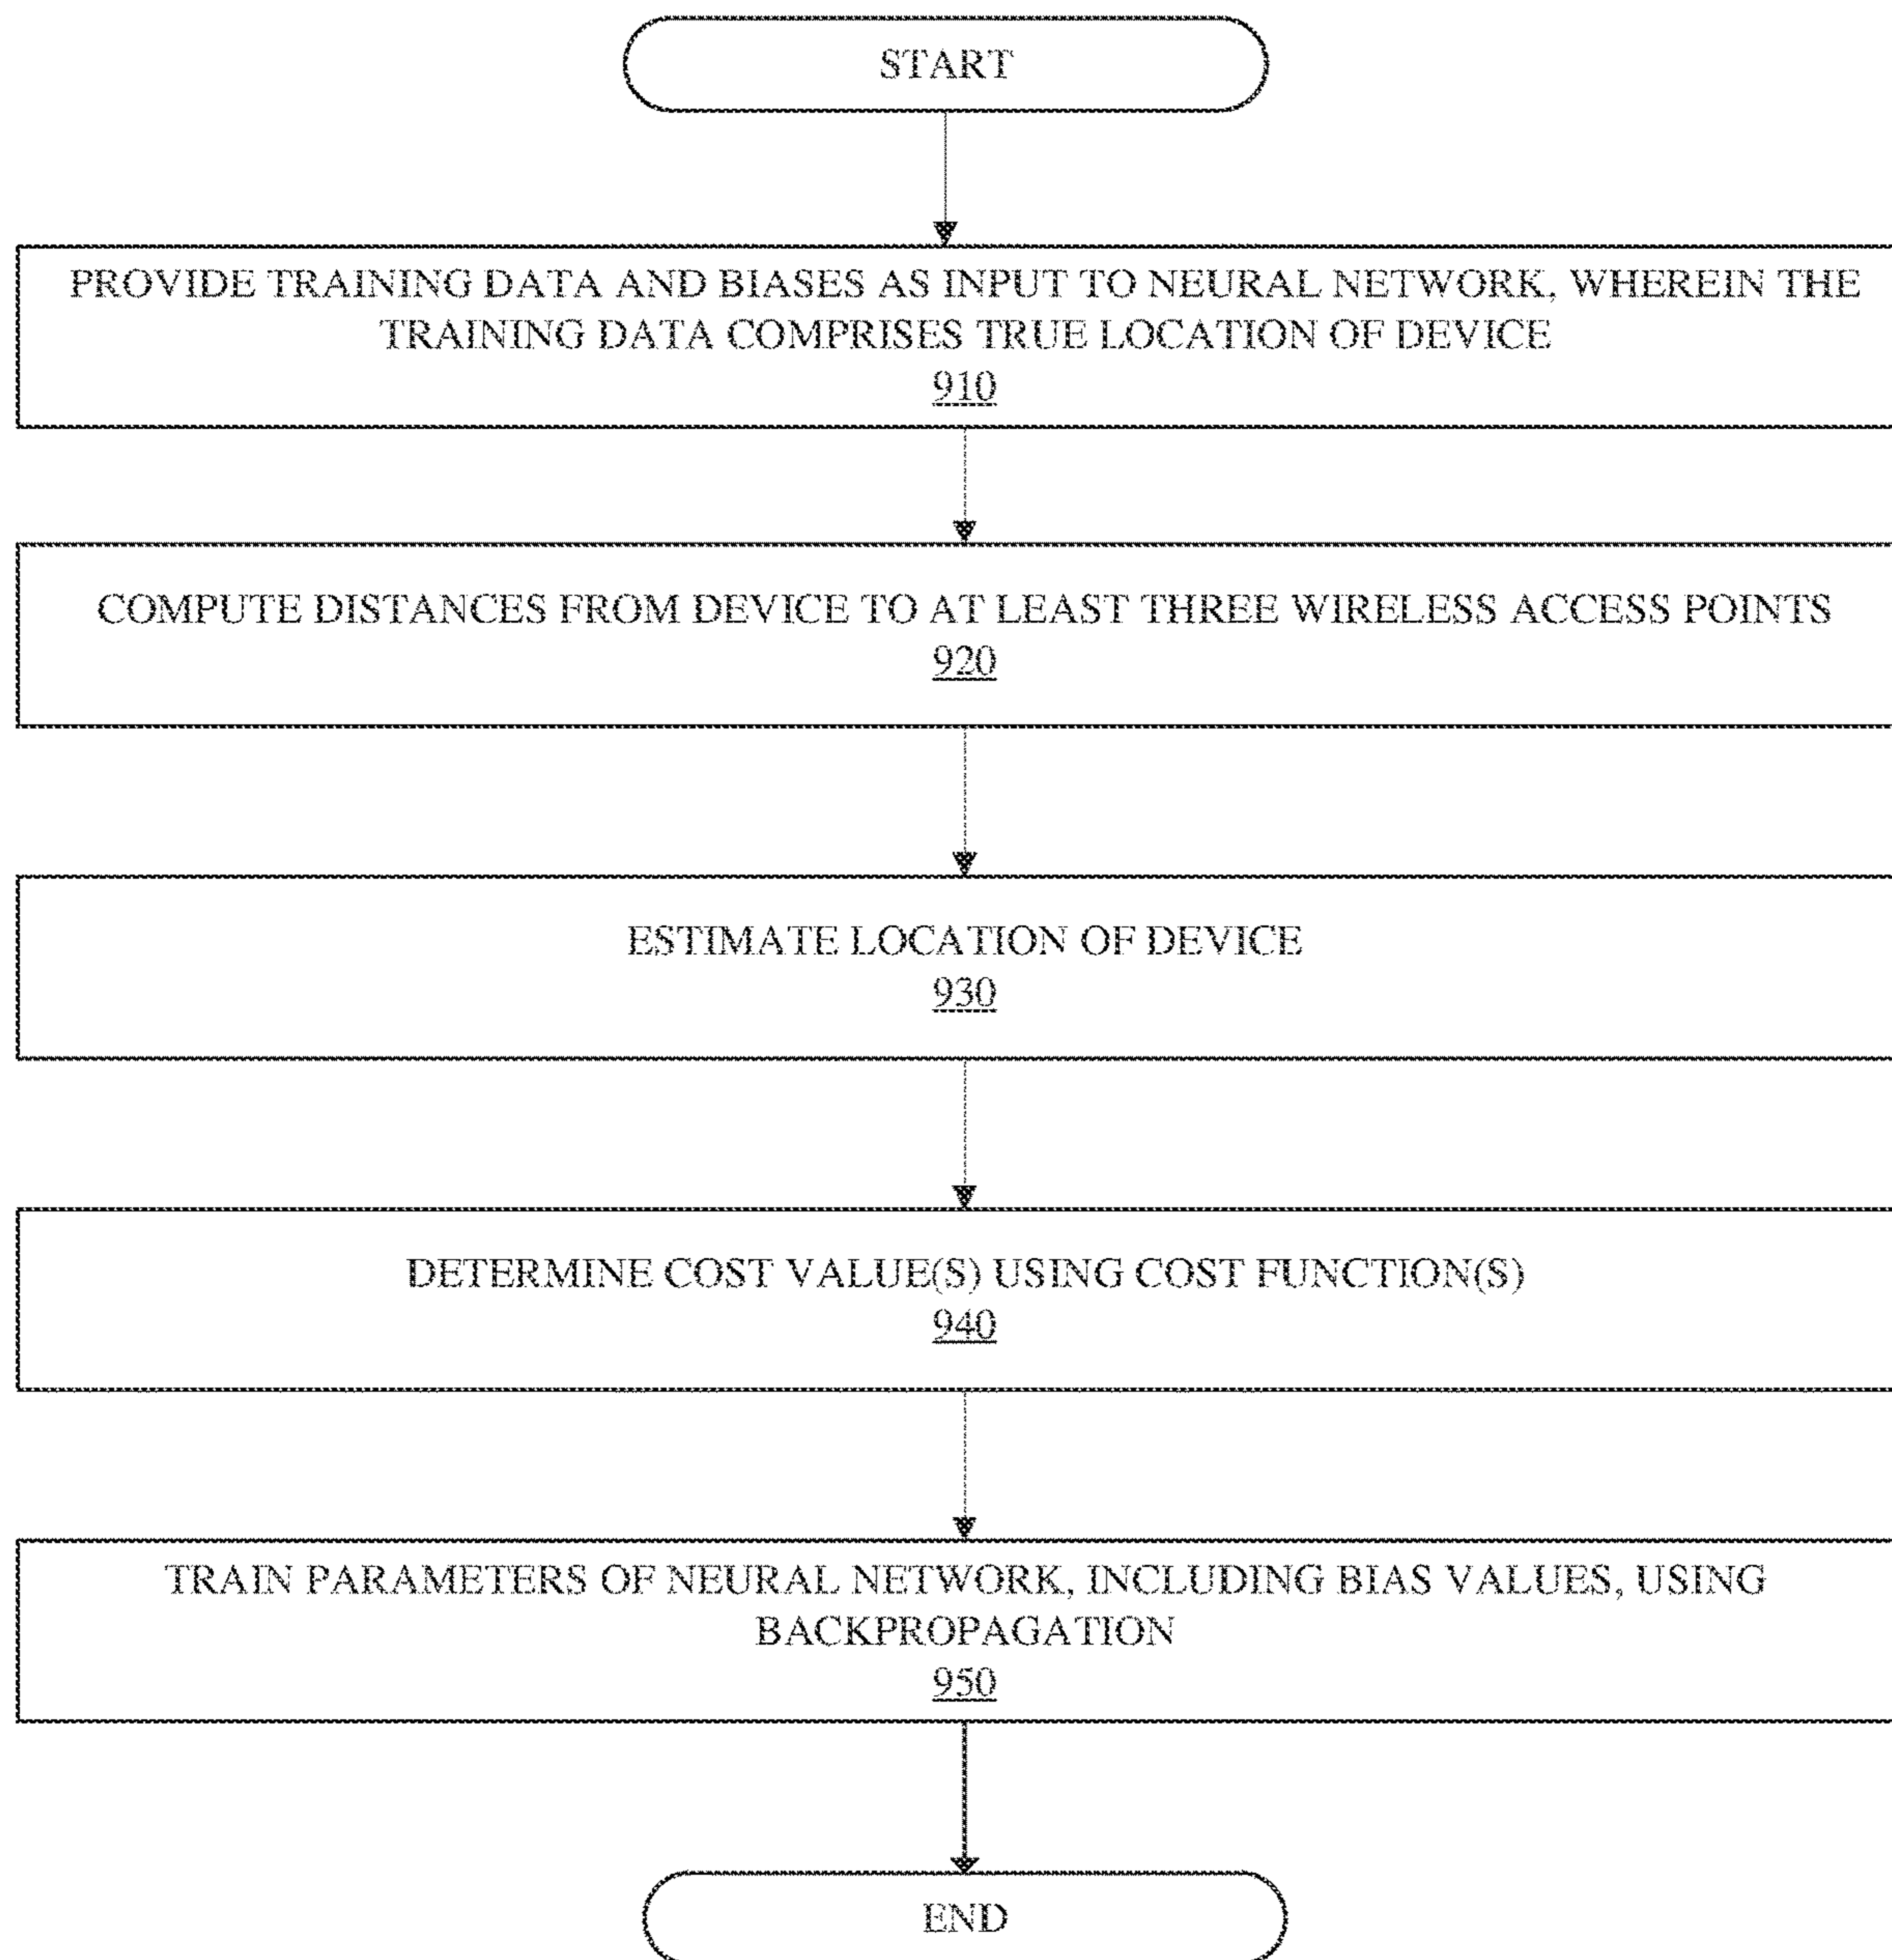 START
PROVIDE TRAINING DATA AND BIASES AS INPUT TO NEURAL NETWORK, WHEREIN THE
TRAINING DATA COMPRISES TRUE LOCATION OF DEVICE
910
COMPUTE DISTANCES FROM DEVICE TO AT LEAST THREE WIRELESS ACCESS POINTS
920
ESTIMATE LOCATION OF DEVICE
930
DETERMINE COST VALUE(S) USING COST FUNCTION(S)
940
TRAIN PARAMETERS OF NEURAL NETWORK, INCLUDING BIAS VALUES, USING
BACKPROPAGATION
950
END